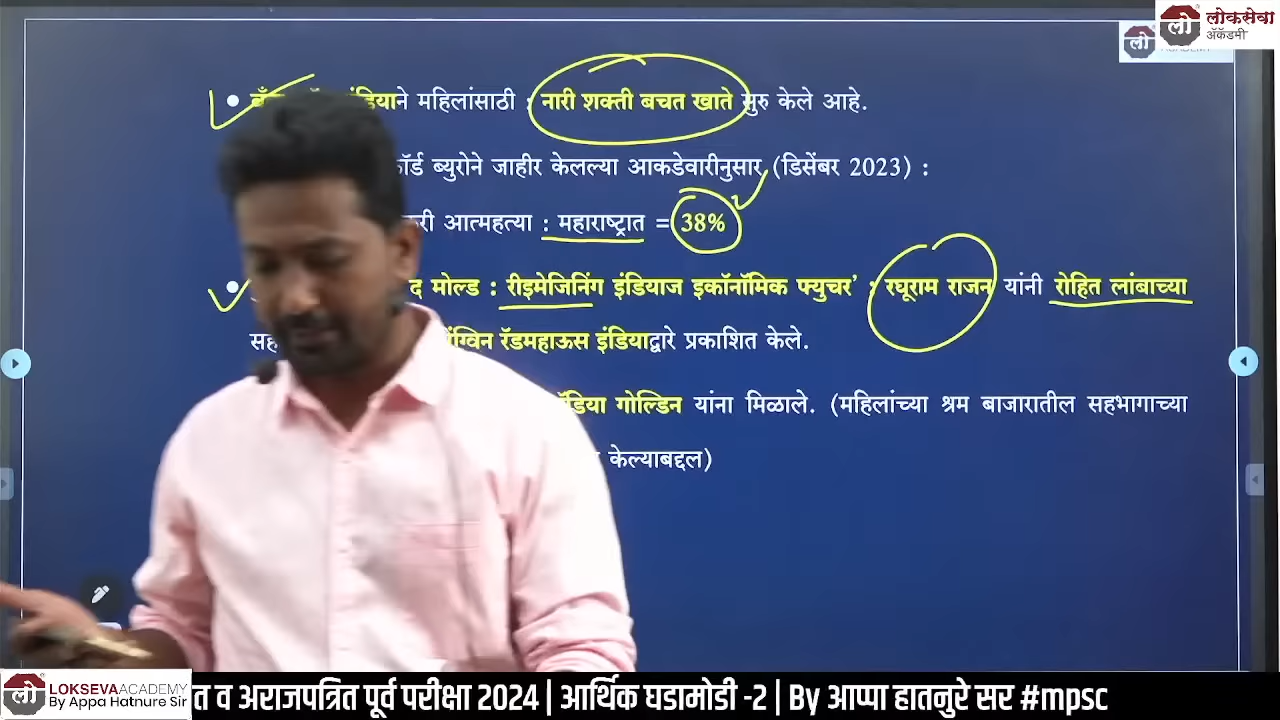 लोकसेवा
अ‍ॅकॅडमी
ने महिलांसाठी : नारी शक्ती बचत खाते सुरु केले आहे.
ब्युरोने जाहीर केलल्या आकडेवारीनुसार (डिसेंबर 2023) :
आत्महत्या : महाराष्ट्रात = 38%
मोल्ड : रीइमेजिनिंग इंडियाज इकॉनॉमिक फ्युचर' : रघूराम राजन यांनी रोहित लांबाच्या
रॅडमहाऊस इंडियाद्वारे प्रकाशित केले.
गोल्डिन यांना मिळाले. (महिलांच्या श्रम बाजारातील सहभागाच्या
केल्याबद्दल)
LOKSEVA ACADEMY
By Appa Hatnure Sir
त व अराजपत्रित पूर्व परीक्षा 2024 | आर्थिक घडामोडी -2 | By आप्पा हातनुरे सर #mpsc